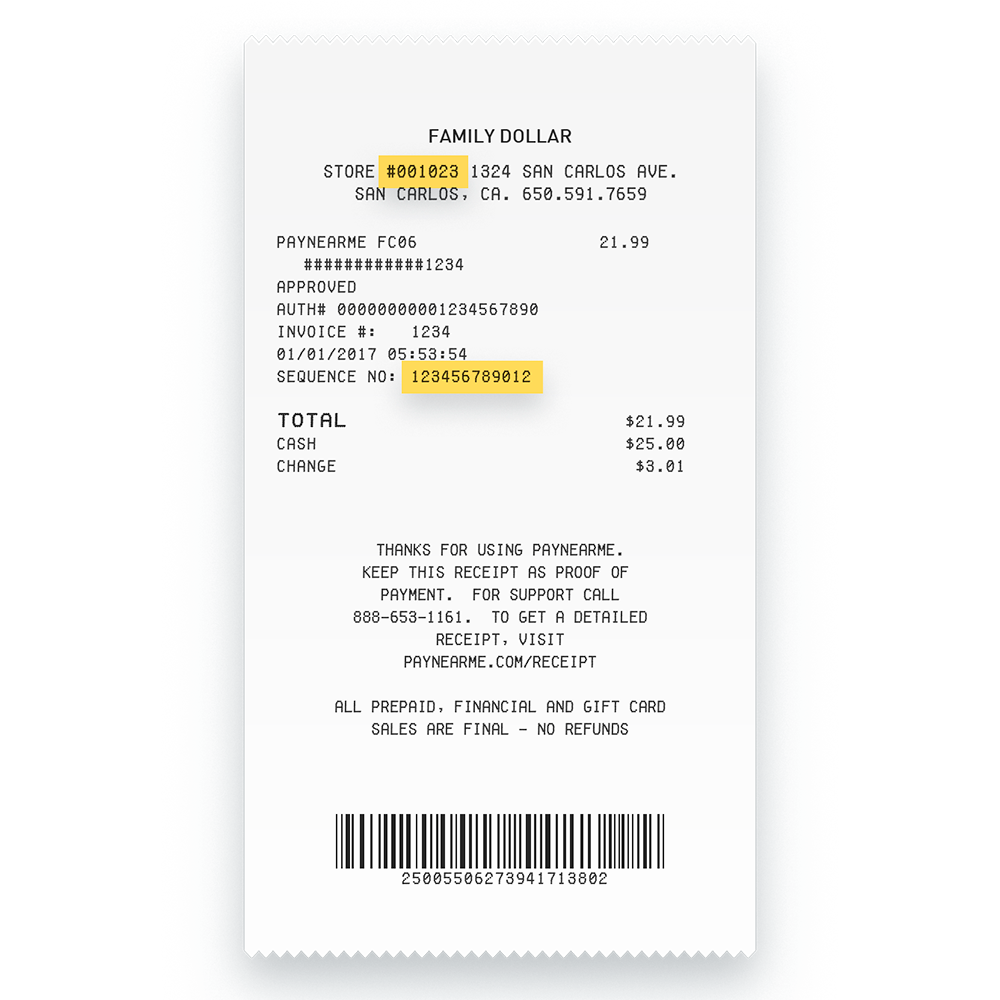 FAMILY DOLLAR
STORE #001023 1324 SAN CARLOS AVE.
SAN CARLOS, CA. 650.591.7659
PAYNEARME FC06 21.99
############1234
APPROVED
AUTH# 00000000001234567890
INVOICE #: 1234
01/01/2017 05:53:54
SEQUENCE NO: 123456789012
TOTAL $21.99
CASH $25.00
CHANGE $3.01
THANKS FOR USING PAYNEARME.
KEEP THIS RECEIPT AS PROOF OF
PAYMENT. FOR SUPPORT CALL
888-653-1161. TO GET A DETAILED
RECEIPT, VISIT
PAYNEARME.COM/RECEIPT
ALL PREPAID, FINANCIAL AND GIFT CARD
SALES ARE FINAL - NO REFUNDS
25005506273941713802